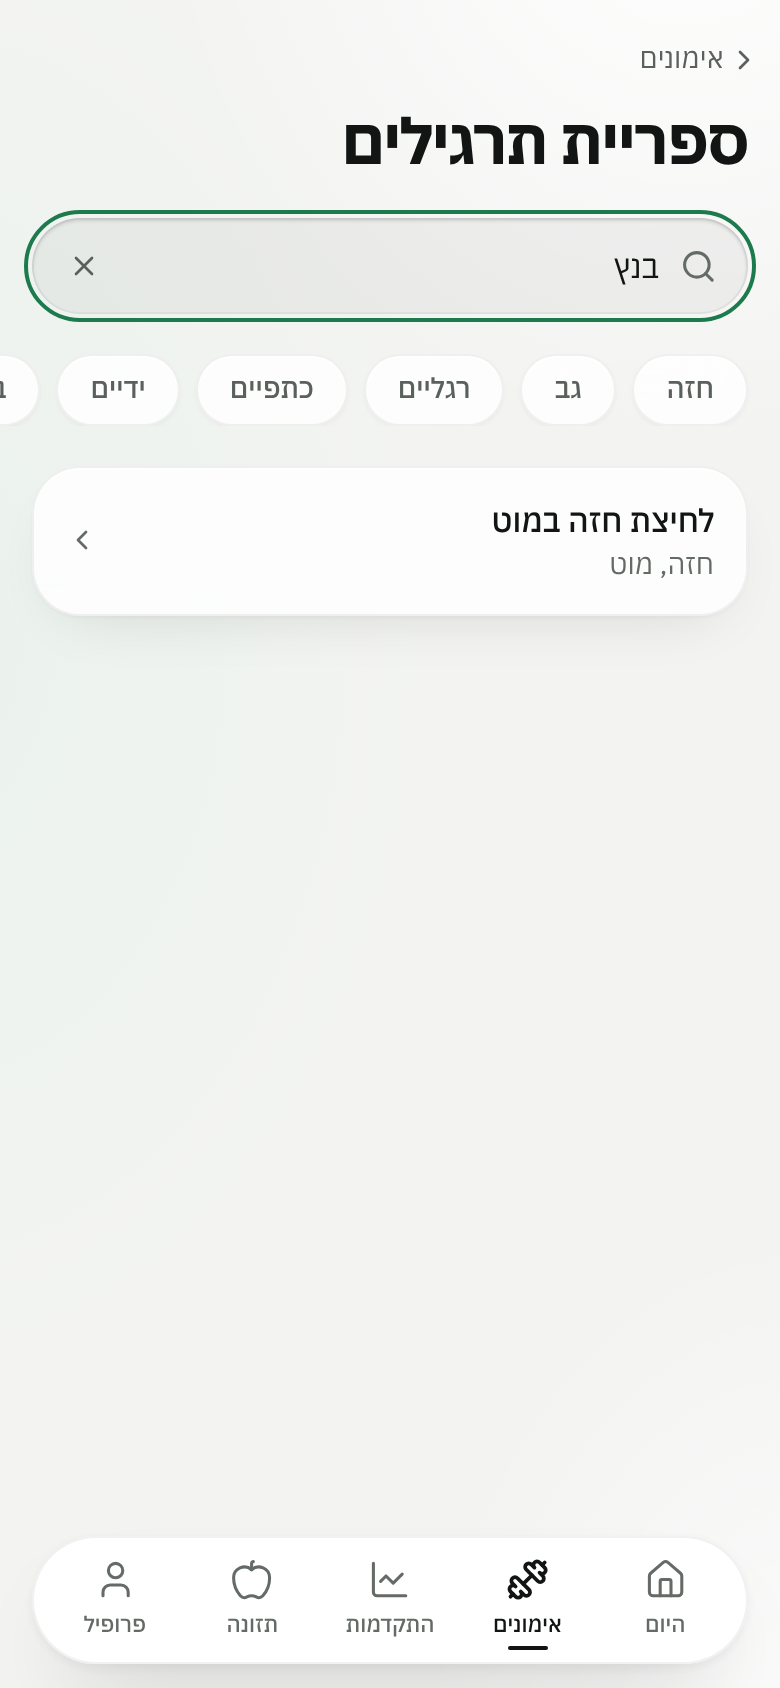 אימונים
ספריית תרגילים
בנץ
חזה
גב
רגליים
כתפיים
ידיים
לחיצת חזה במוט
חזה, מוט
היום
אימונים
התקדמות
תזונה
פרופיל